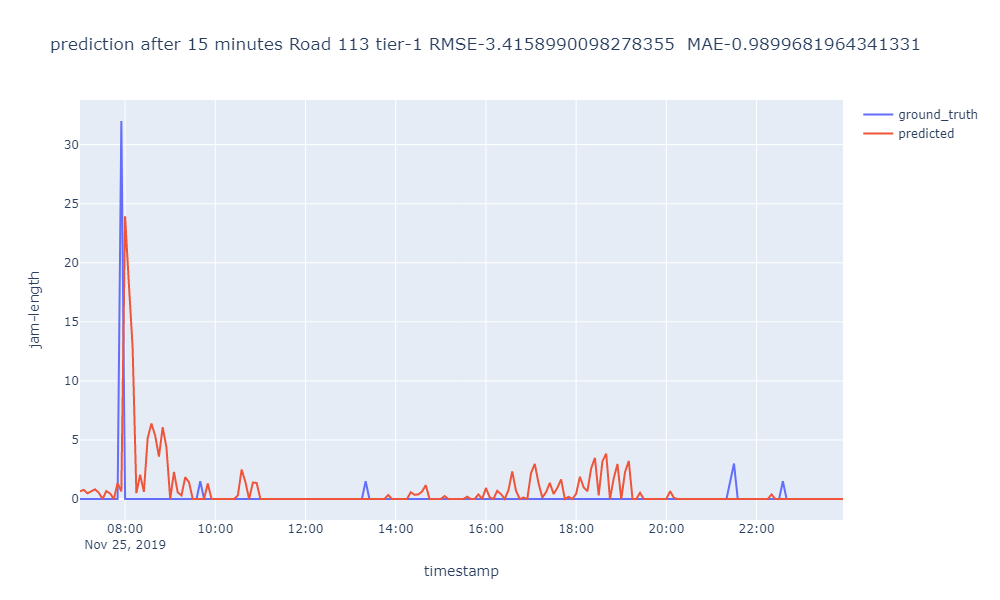 prediction after 15 minutes Road 113 tier-1 RMSE-3.4158990098278355  MAE-0.9899681964341331
ground_truth
predicted
30
25
20
15
10
5
0
jam-length
08:00 10:00 12:00 14:00 16:00 18:00 20:00 22:00
Nov 25, 2019
timestamp